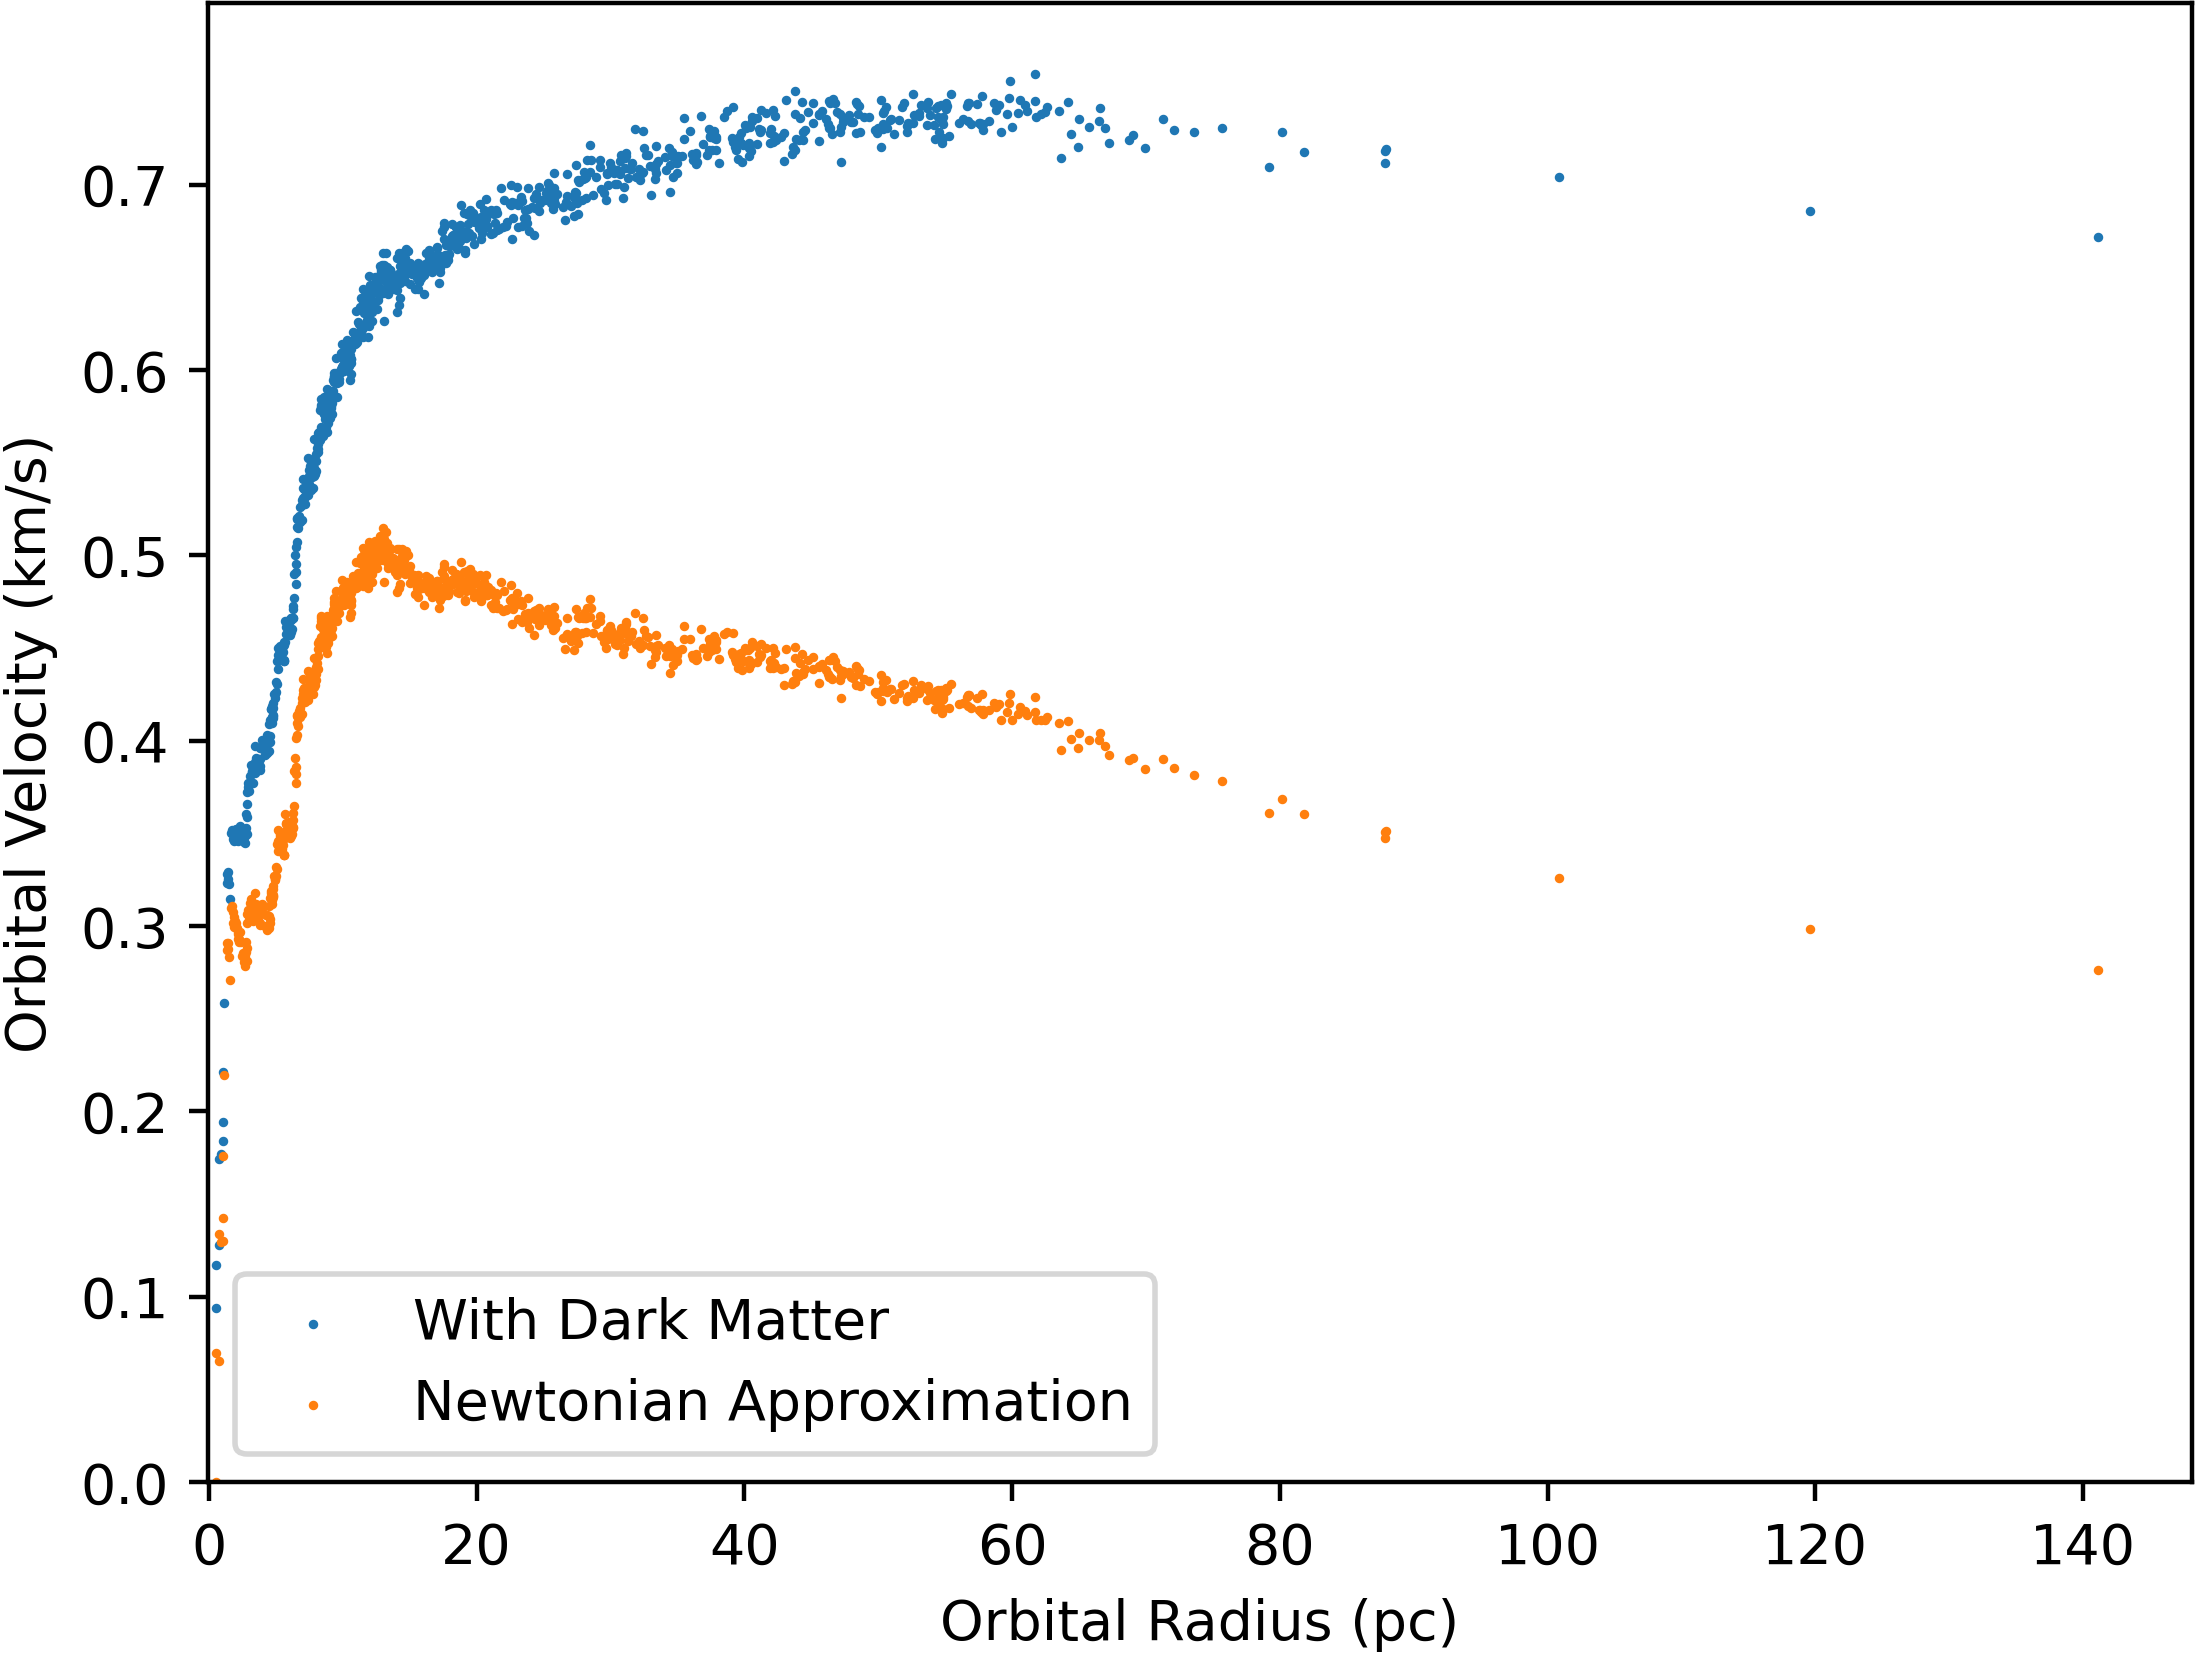 Orbital Velocity (km/s)
0.7
0.6
0.5
0.4
0.3
0.2
0.1
0.0
With Dark Matter
Newtonian Approximation
0 20 40 60 80 100 120 140
Orbital Radius (pc)